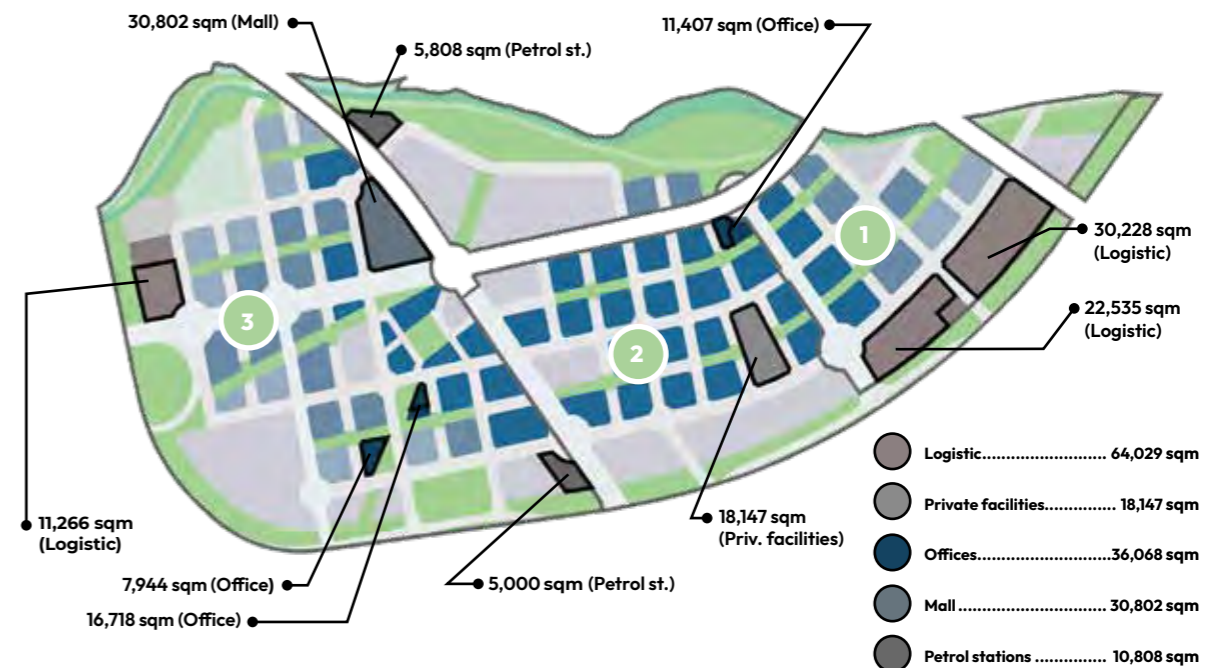 30,802 sqm (Mall)
5,808 sqm (Petrol st.)
11,407 sqm (Office)
1
2
3
30,228 sqm
(Logistic)
22,535 sqm
(Logistic)
11,266 sqm
(Logistic)
7,944 sqm (Office)
16,718 sqm (Office)
5,000 sqm (Petrol st.)
18,147 sqm
(Priv. facilities)
Logistic.......................... 64,029 sqm
Private facilities............... 18,147 sqm
Offices...........................36,068 sqm
Mall ............................... 30,802 sqm
Petrol stations ............... 10,808 sqm